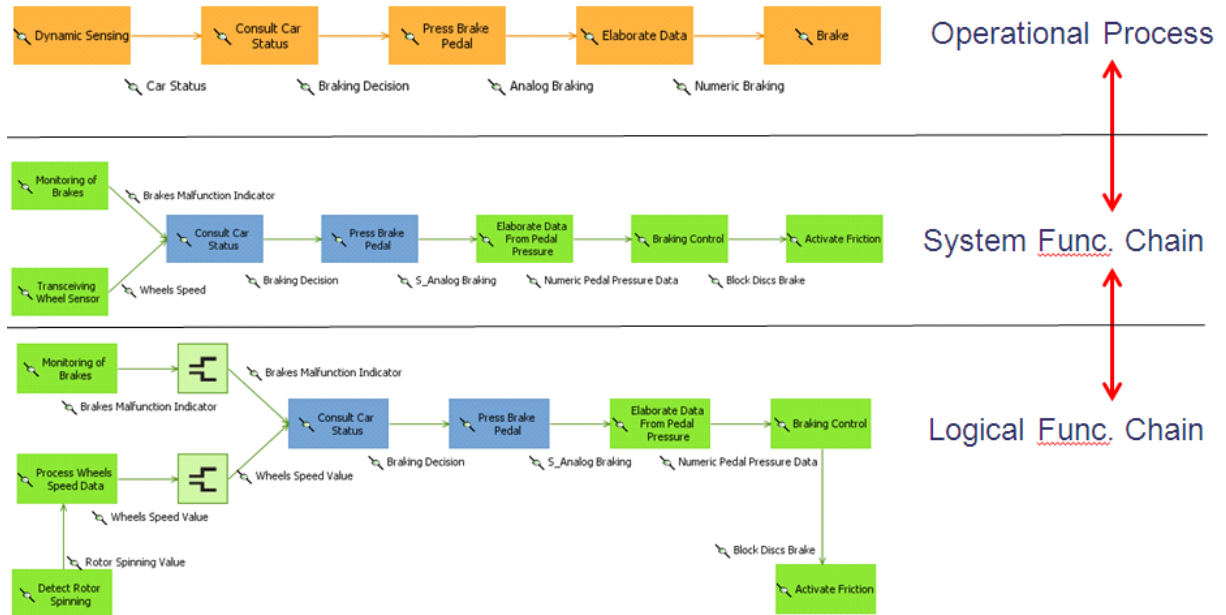 Dynamic Sensing
Consult Car
Status
Press Brake
Pedal
Elaborate Data
Brake
Operational Process
Car Status
Braking Decision
Analog Braking
Numeric Braking
Monitoring of
Brakes
Brakes Malfunction Indicator
Consult Car
Status
Press Brake
Pedal
Elaborate Data
From Pedal
Pressure
Braking Control
Activate Friction
System Func. Chain
Transceiving
Wheel Sensor
Wheels Speed
Braking Decision
S_Analog Braking
Numeric Pedal Pressure Data
Block Discs Brake
Monitoring of
Brakes
Brakes Malfunction Indicator
Brakes Malfunction Indicator
Consult Car
Status
Press Brake
Pedal
Elaborate Data
From Pedal
Pressure
Braking Control
Logical Func. Chain
Process Wheels
Speed Data
Wheels Speed Value
Braking Decision
S_Analog Braking
Numeric Pedal Pressure Data
Wheels Speed Value
Rotor Spinning Value
Block Discs Brake
Detect Rotor
Spinning
Activate Friction